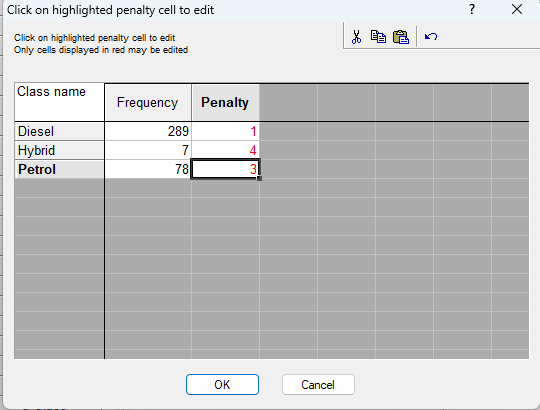 Click on highlighted penalty cell to edit
?
Click on highlighted penalty cell to edit
Only cells displayed in red may be edited
Class name Frequency Penalty
Diesel 289 1
Hybrid 7 4
Petrol 78 3
OK Cancel